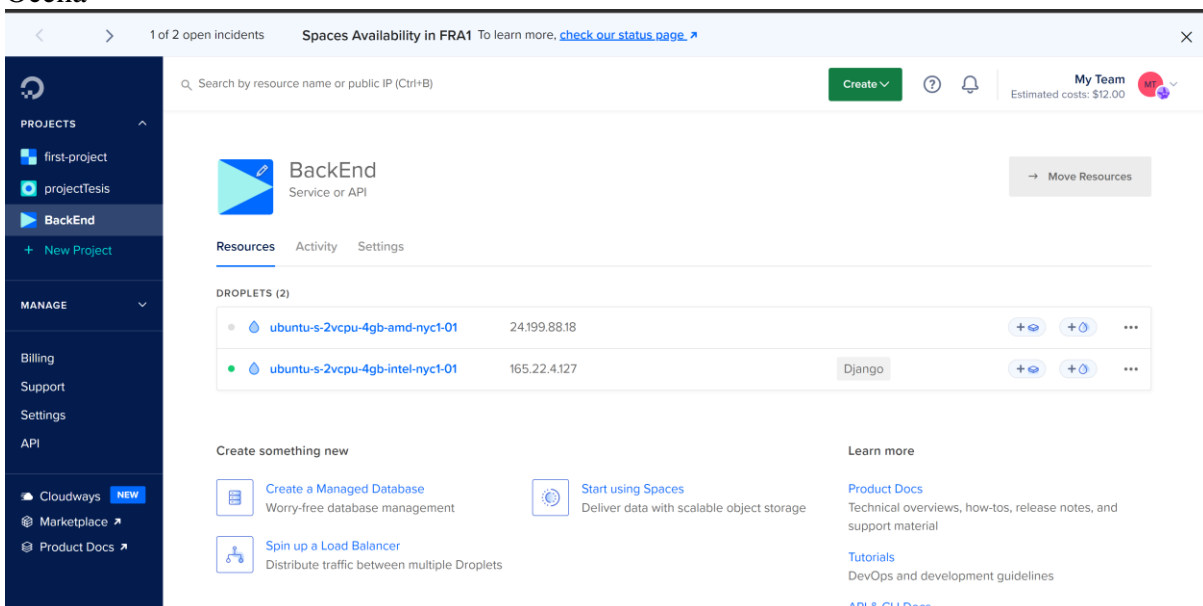 1 of 2 open incidents Spaces Availability in FRA1 To learn more, check our status page
Search by resource name or public IP (Ctrl+B)
Create
My Team
Estimated costs: $12.00
MT
PROJECTS
first-project
projectTesis
BackEnd
+ New Project
MANAGE
Billing
Support
Settings
API
Cloudways NEW
Marketplace
Product Docs
BackEnd
Service or API
Move Resources
Resources Activity Settings
DROPLETS (2)
ubuntu-s-2vcpu-4gb-amd-nyc1-01 24.199.88.18
ubuntu-s-2vcpu-4gb-intel-nyc1-01 165.22.4.127 Django
Create something new
Create a Managed Database
Worry-free database management
Start using Spaces
Deliver data with scalable object storage
Spin up a Load Balancer
Distribute traffic between multiple Droplets
Learn more
Product Docs
Technical overviews, how-tos, release notes, and
support material
Tutorials
DevOps and development guidelines